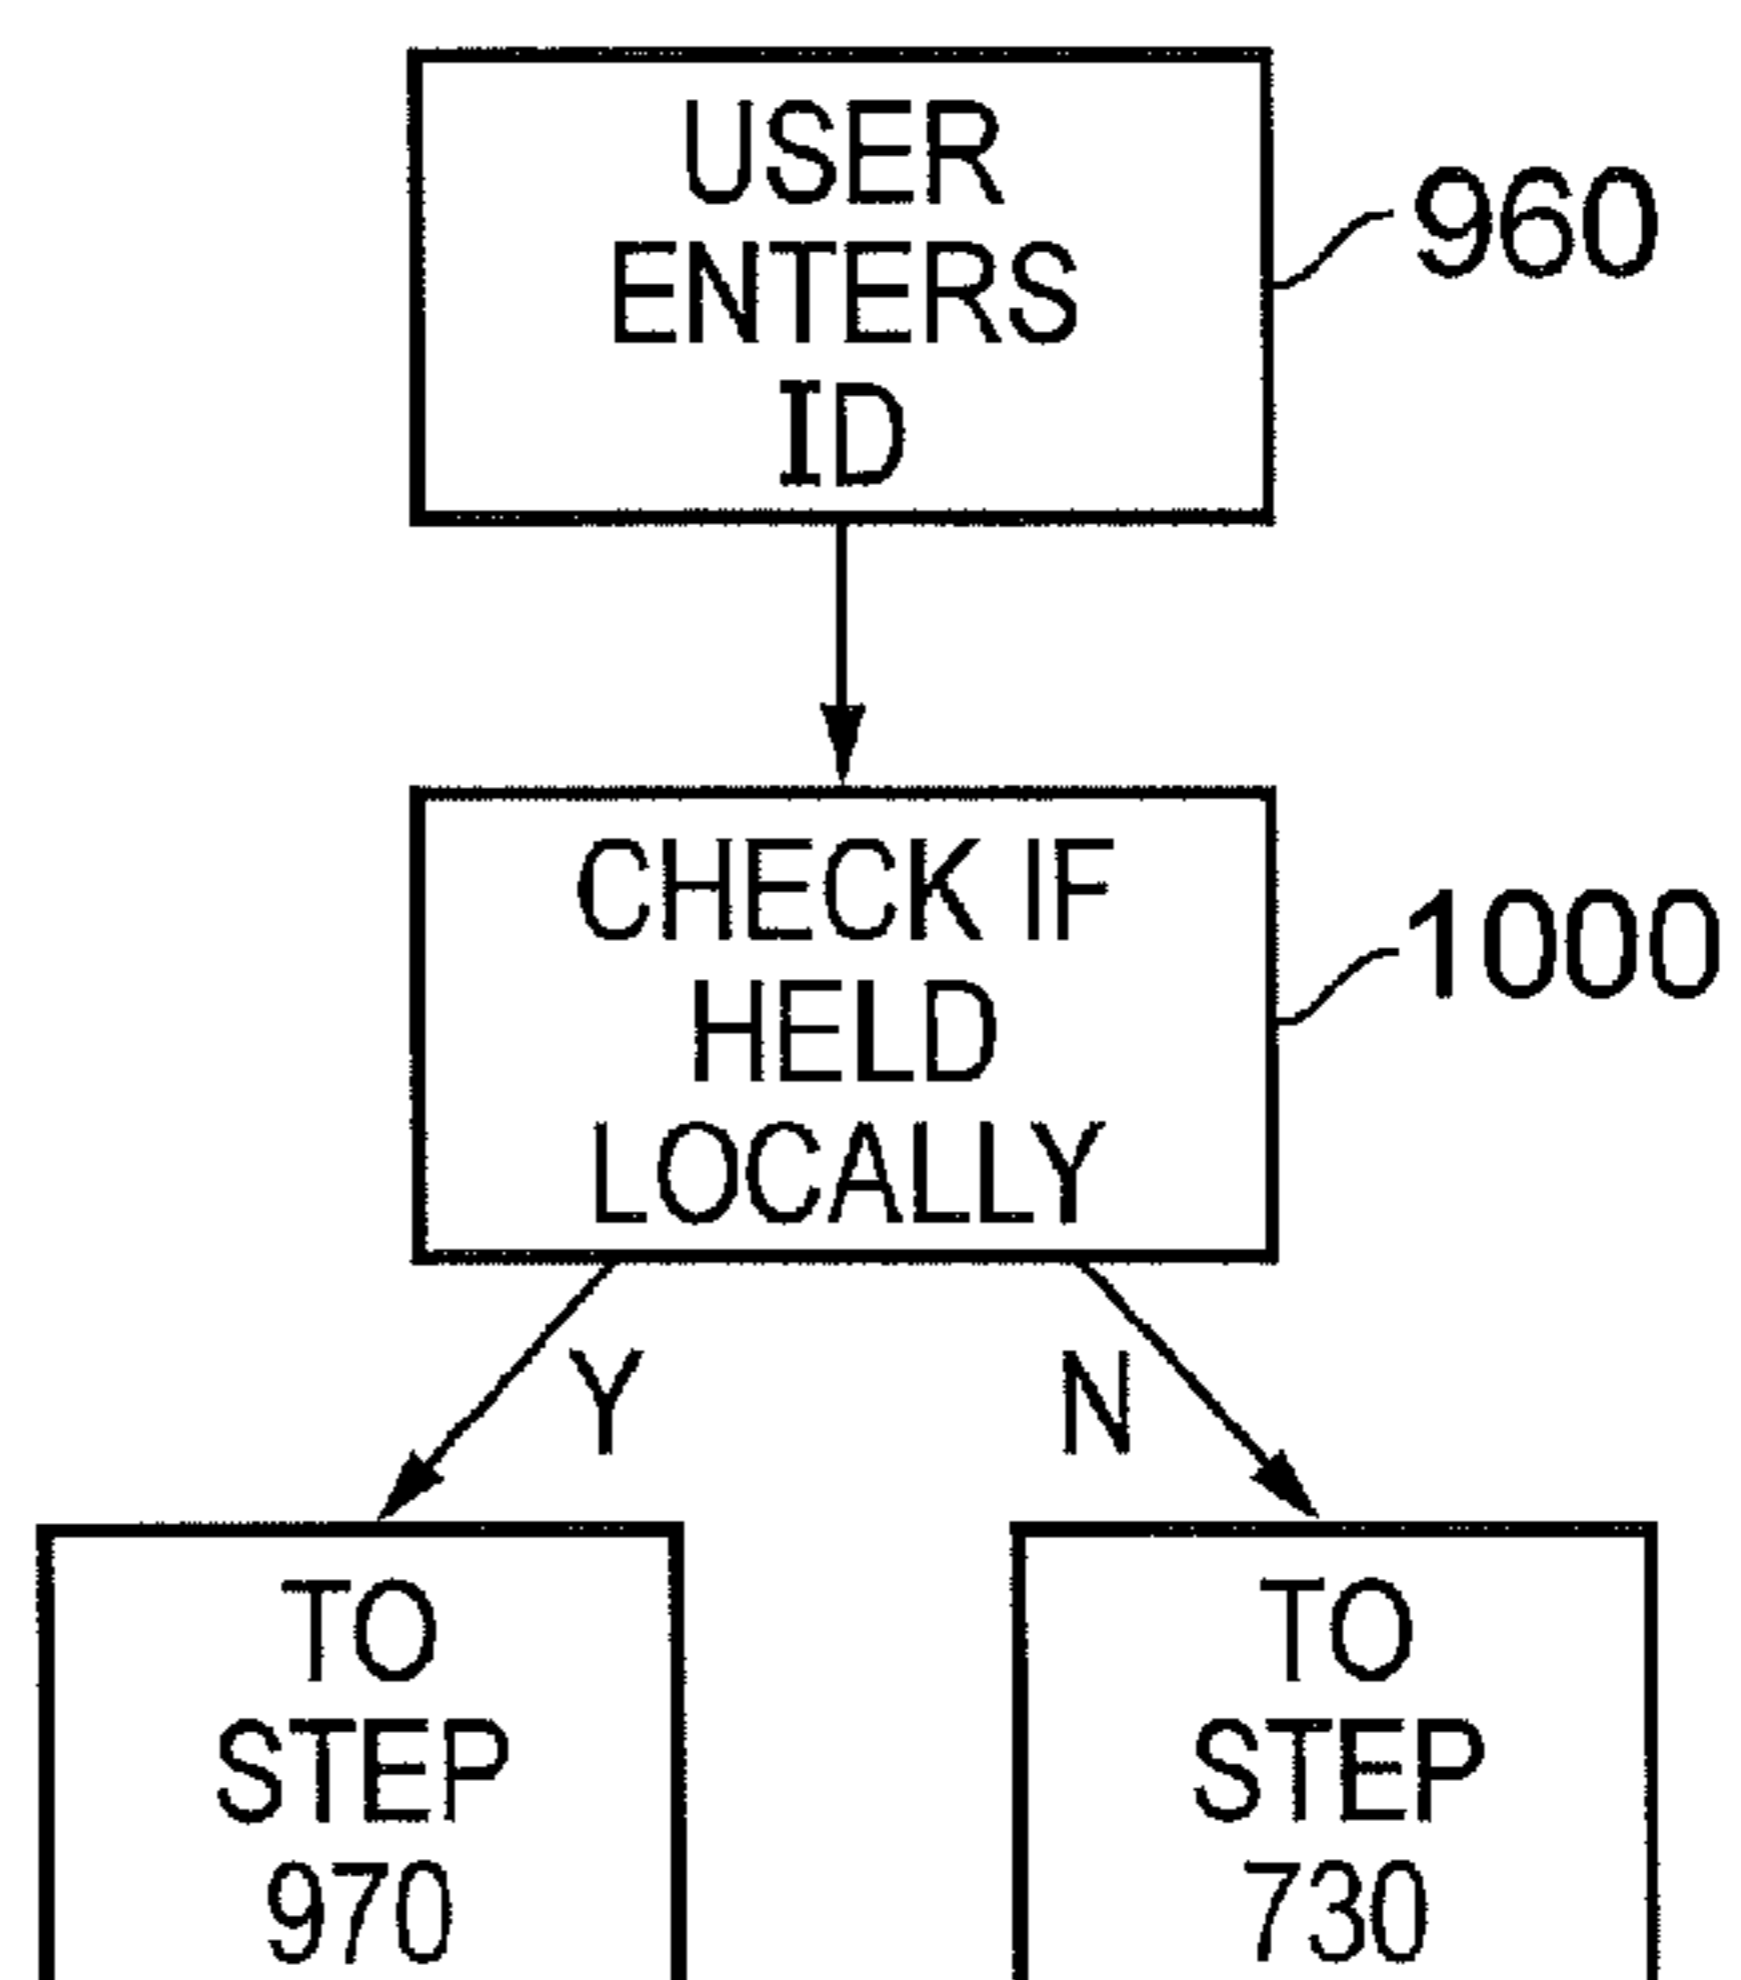 USER
ENTERS
ID
960
CHECK IF
HELD
LOCALLY
1000
Y
N
TO
STEP
970
TO
STEP
730